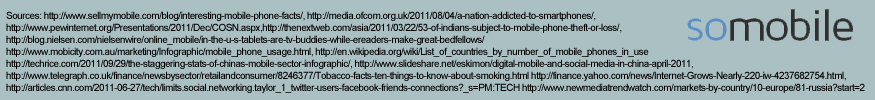 Sources: http://www.sellmymobile.com/blog/interesting-mobile-phone-facts/, http://media.ofcom.org.uk/2011/08/04/a-nation-addicted-to-smartphones/,
http://www.pewinternet.org/Presentations/2011/Dec/COSN.aspx,http://thenextweb.com/asia/2011/03/22/53-of-indians-subject-to-mobile-phone-theft-or-loss/,
http://blog.nielsen.com/nielsenwire/online_mobile/in-the-u-s-tablets-are-tv-buddies-while-ereaders-make-great-bedfellows/
http://www.mobicity.com.au/marketing/Infographic/mobile_phone_usage.html, http://en.wikipedia.org/wiki/List_of_countries_by_number_of_mobile_phones_in_use
http://techrice.com/2011/09/29/the-staggering-stats-of-chinas-mobile-sector-infographic/, http://www.slideshare.net/eskimon/digital-mobile-and-social-media-in-china-april-2011,
http://www.telegraph.co.uk/finance/newsbysector/retailandconsumer/8246377/Tobacco-facts-ten-things-to-know-about-smoking.html http://finance.yahoo.com/news/Internet-Grows-Nearly-220-iw-4237682754.html,
http://articles.cnn.com/2011-06-27/tech/limits.social.networking.taylor_1_twitter-users-facebook-friends-connections?_s=PM:TECH http://www.newmediatrendwatch.com/markets-by-country/10-europe/81-russia?start=2
somobile